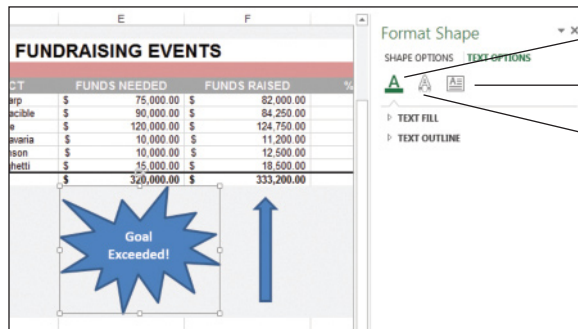 E F
FUNDRAISING EVENTS
CT FUNDS NEEDED FUNDS RAISED %
arp $ 75,000.00 $ 82,000.00
acible $ 90,000.00 $ 84,250.00
e $ 120,000.00 $ 124,750.00
avaria $ 10,000.00 $ 11,200.00
son $ 10,000.00 $ 12,500.00
ghetti $ 15,000.00 $ 18,500.00
$ 320,000.00 $ 333,200.00
Goal
Exceeded!
Format Shape
SHAPE OPTIONS TEXT OPTIONS
A A A
TEXT FILL
TEXT OUTLINE